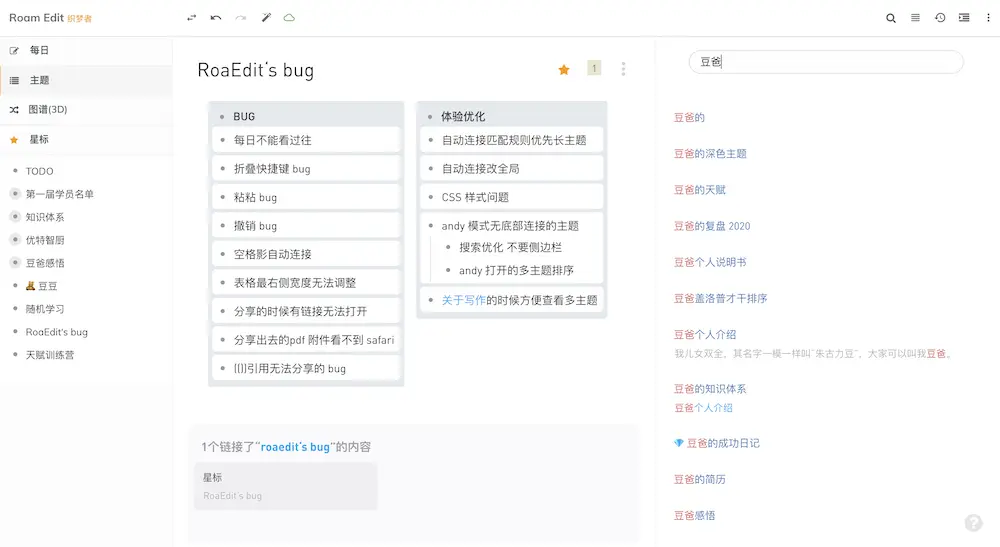 Roam Edit 织梦者
每日
主题
图谱(3D)
星标
TODO
第一届学员名单
知识体系
优特智厨
豆爸感悟
豆豆
随机学习
RoaEdit's bug
天赋训练营
RoaEdit's bug
1
BUG
每日不能看过往
折叠快捷键 bug
粘粘 bug
撤销 bug
空格影自动连接
表格最右侧宽度无法调整
分享的时候有链接无法打开
分享出去的pdf 附件看不到 safari
[[]]引用无法分享的 bug
体验优化
自动连接匹配规则优先长主题
自动连接改全局
CSS 样式问题
andy 模式无底部连接的主题
搜索优化 不要侧边栏
andy 打开的多主题排序
关于写作的时候方便查看多主题
1个链接了“roaedit's bug”的内容
星标
RoaEdit's bug
豆爸
豆爸的
豆爸的深色主题
豆爸的天赋
豆爸的复盘 2020
豆爸个人说明书
豆爸盖洛普才干排序
豆爸个人介绍
我儿女双全，其名字一模一样叫“朱古力豆”，大家可以叫我豆爸。
豆爸的知识体系
豆爸个人介绍
豆爸的成功日记
豆爸的简历
豆爸感悟
?